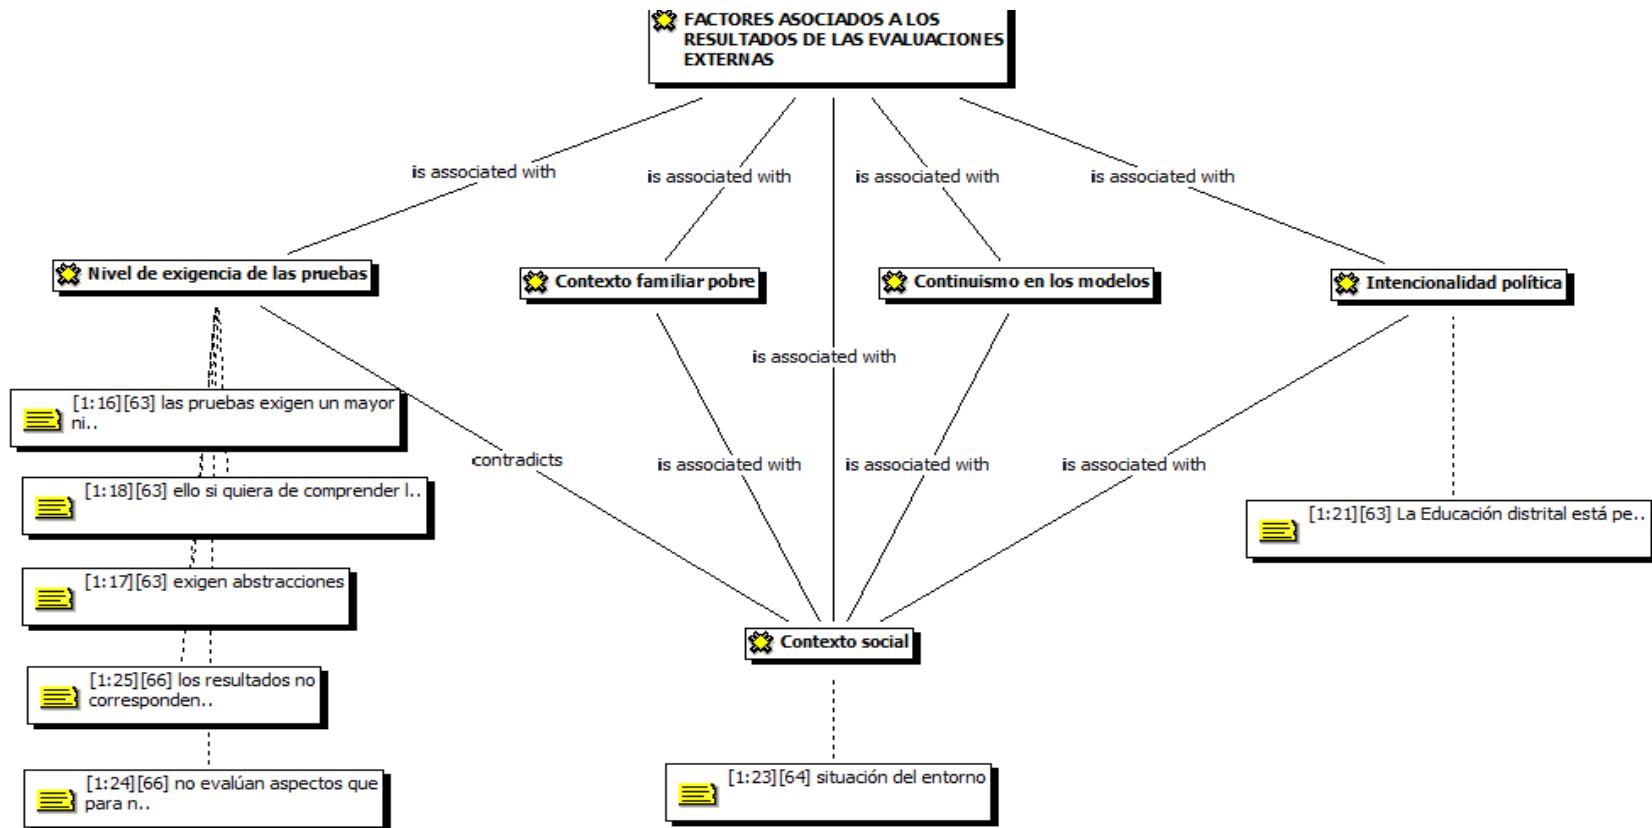 FACTORES ASOCIADOS A LOS
RESULTADOS DE LAS EVALUACIONES
EXTERNAS
is associated with
is associated with
is associated with
is associated with
Nivel de exigencia de las pruebas
Contexto familiar pobre
Continuismo en los modelos
Intencionalidad política
is associated with
[1:16][63] las pruebas exigen un mayor
ni..
contradicts
is associated with
is associated with
is associated with
[1:18][63] ello si quiera de comprender l..
[1:21][63] La Educación distrital está pe..
[1:17][63] exigen abstracciones
Contexto social
[1:25][66] los resultados no
corresponden..
[1:24][66] no evalúan aspectos que
para n..
[1:23][64] situación del entorno